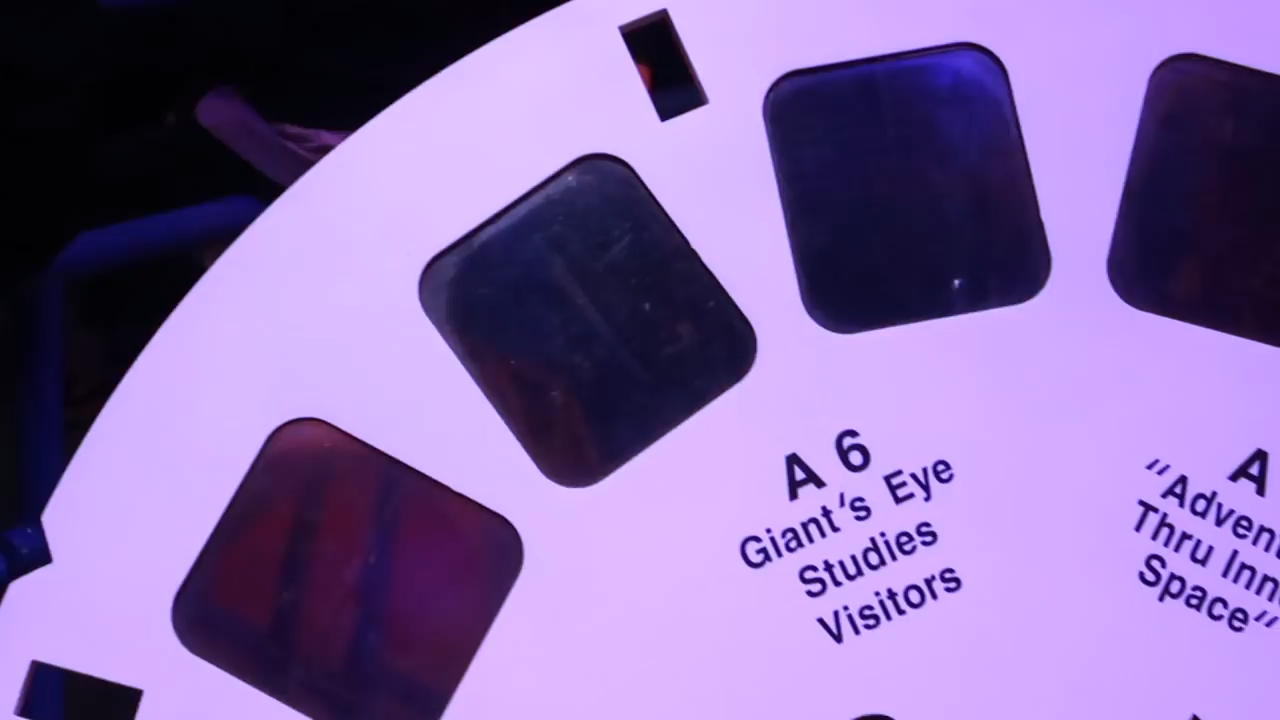 A 6
Giant's Eye
Studies
Visitors
A
"Adven
Thru Inn
Space"